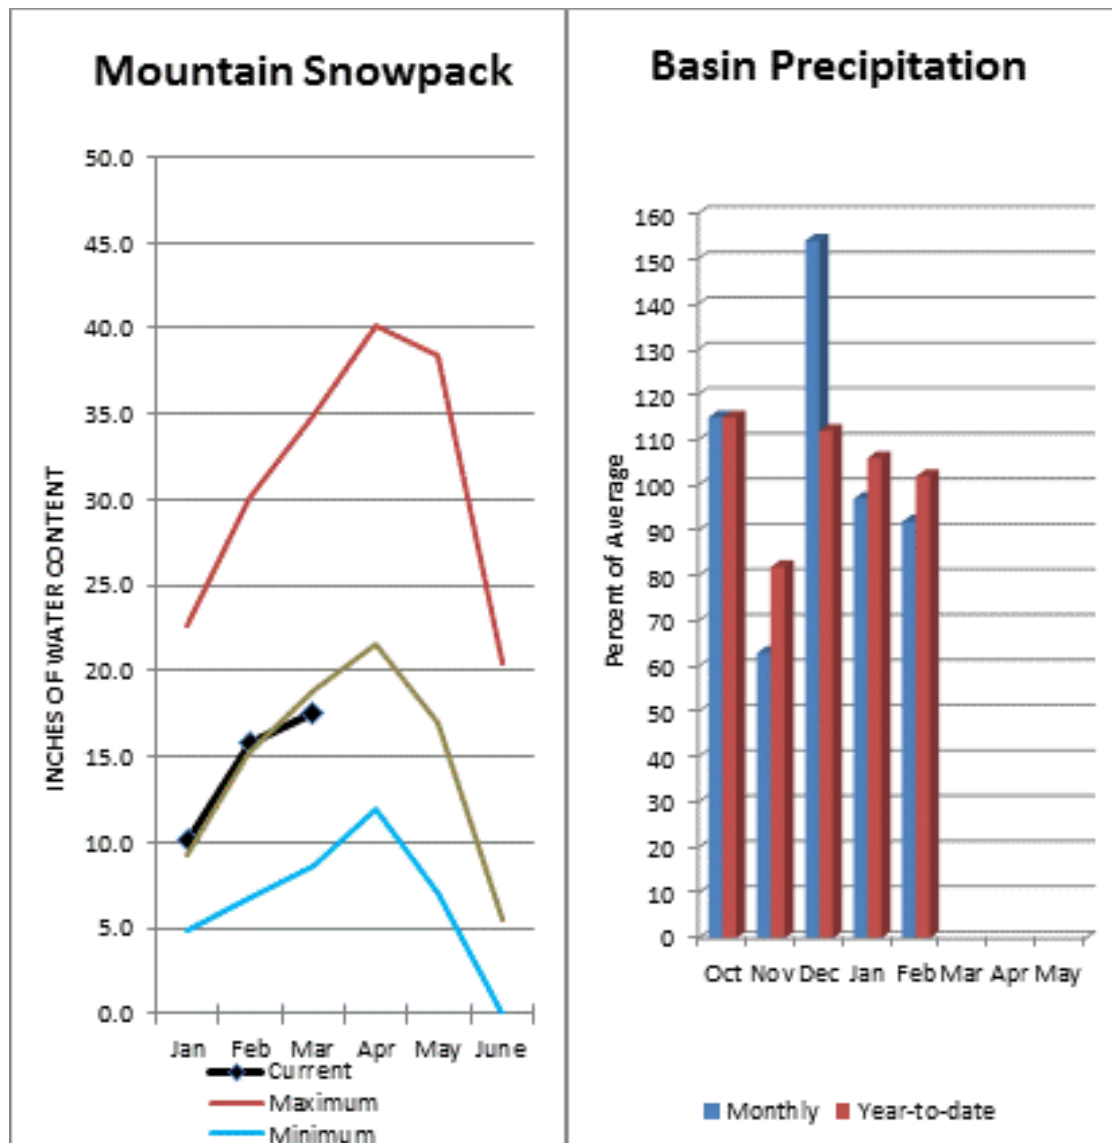 Mountain Snowpack
INCHES OF WATER CONTENT
50.0
45.0
40.0
35.0
30.0
25.0
20.0
15.0
10.0
5.0
0.0
Jan Feb Mar Apr May June
Current
Maximum
Minimum
Basin Precipitation
Percent of Average
160
150
140
130
120
110
100
90
80
70
60
50
40
30
20
10
0
Oct Nov Dec Jan Feb Mar Apr May
Monthly Year-to-date